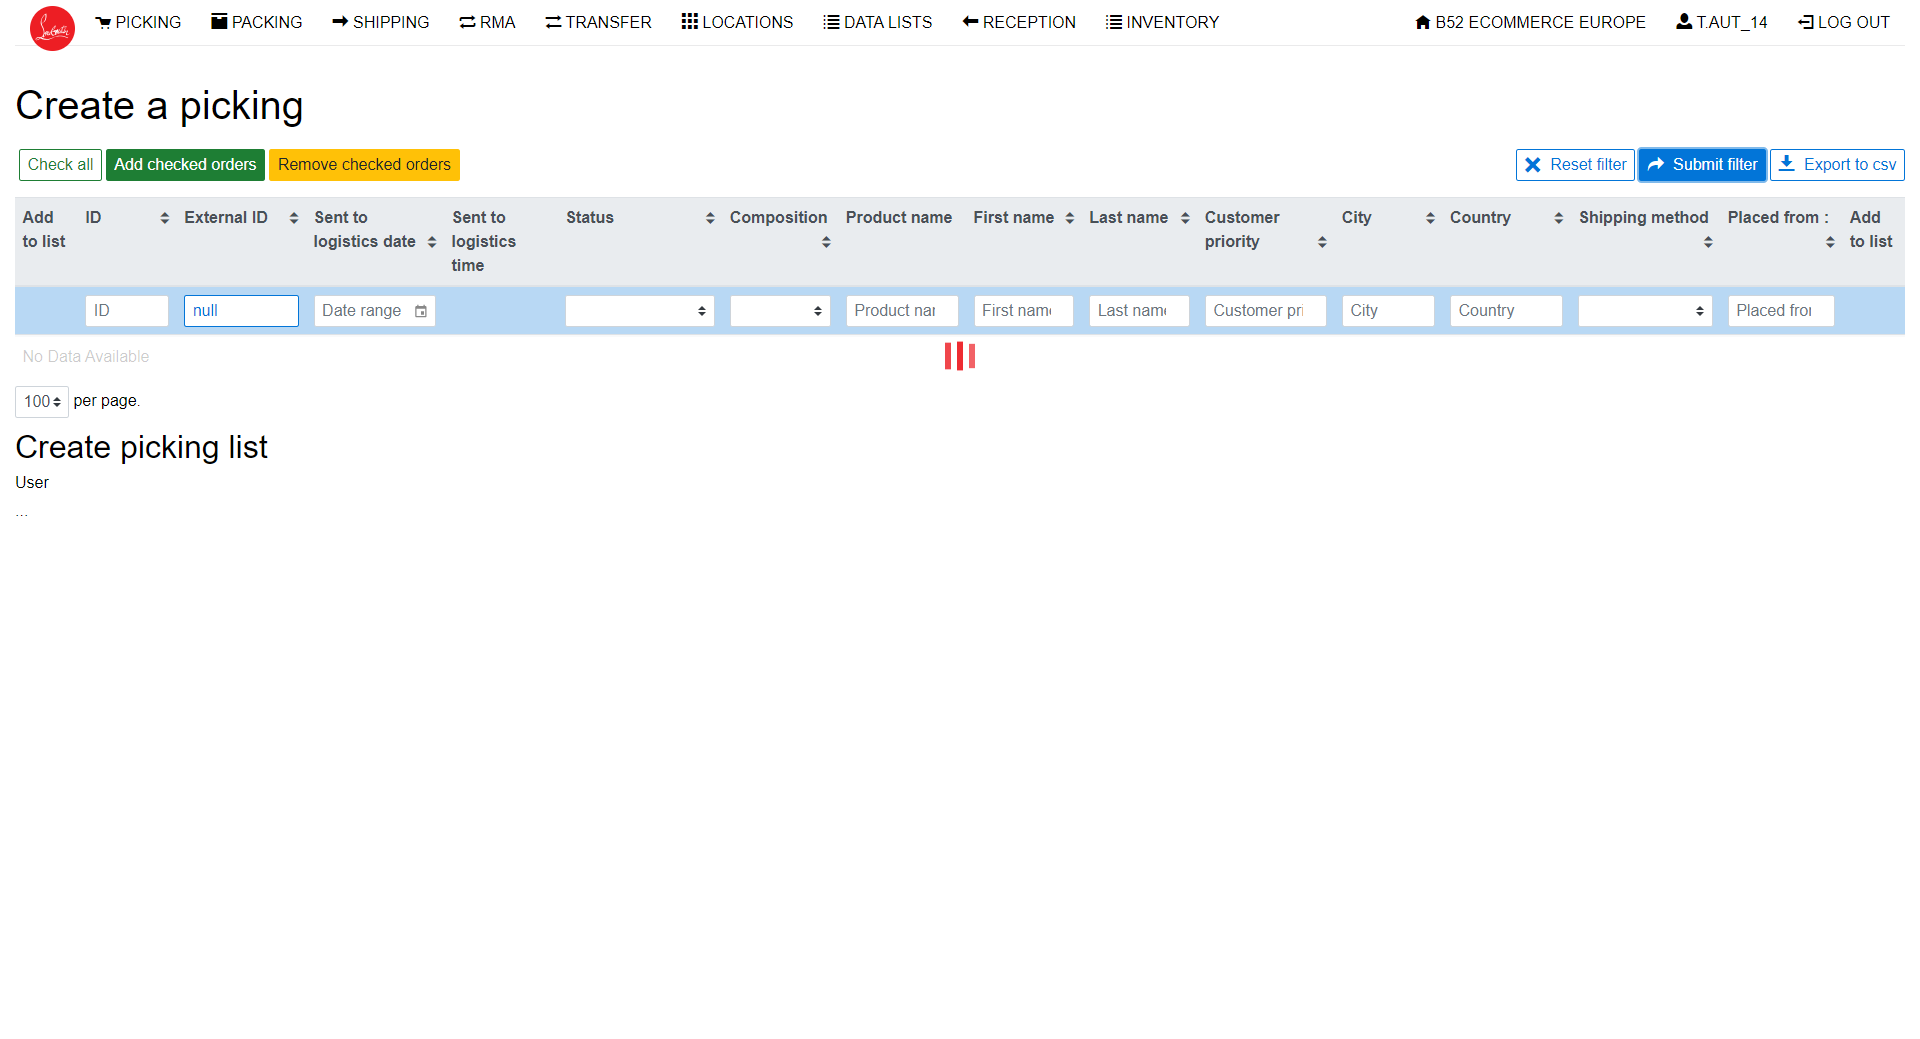 PICKING PACKING SHIPPING RMA TRANSFER LOCATIONS DATA LISTS RECEPTION INVENTORY B52 ECOMMERCE EUROPE T.AUT_14 LOG OUT
Create a picking
Check all Add checked orders Remove checked orders Reset filter Submit filter Export to csv
Add to list ID External ID Sent to logistics date Sent to logistics time Status Composition Product name First name Last name Customer priority City Country Shipping method Placed from : Add to list
ID null Date range Product nar First name Last name Customer pri City Country Placed fror
No Data Available
100 per page.
Create picking list
User
...